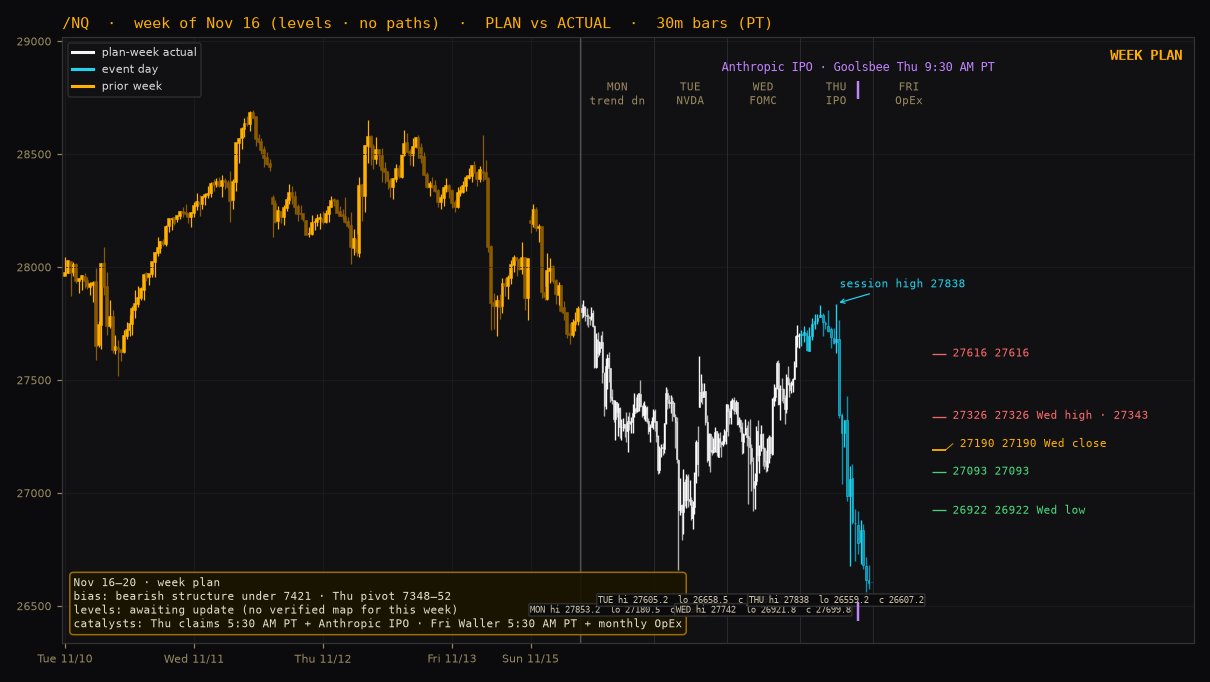 /NQ · week of Nov 16 (levels · no paths) · PLAN vs ACTUAL · 30m bars (PT)
29000
28500
28000
27500
27000
26500
plan-week actual
event day
prior week
WEEK PLAN
Anthropic IPO · Goolsbee Thu 9:30 AM PT
MON
trend dn
TUE
NVDA
WED
FOMC
THU
IPO
FRI
OpEx
session high 27838
27616 27616
27326 27326 Wed high · 27343
27190 27190 Wed close
27093 27093
26922 26922 Wed low
Nov 16–20 · week plan
bias: bearish structure under 7421 · Thu pivot 7348–52
levels: awaiting update (no verified map for this week)
catalysts: Thu claims 5:30 AM PT + Anthropic IPO · Fri Waller 5:30 AM PT + monthly OpEx
TUE hi 27605.2 lo 26658.5 c
THU hi 27838 lo 26559.2 c 26607.2
MON hi 27853.2 lo 27180.5 c
WED hi 27742 lo 26921.8 c 27699.8
Tue 11/10
Wed 11/11
Thu 11/12
Fri 11/13
Sun 11/15